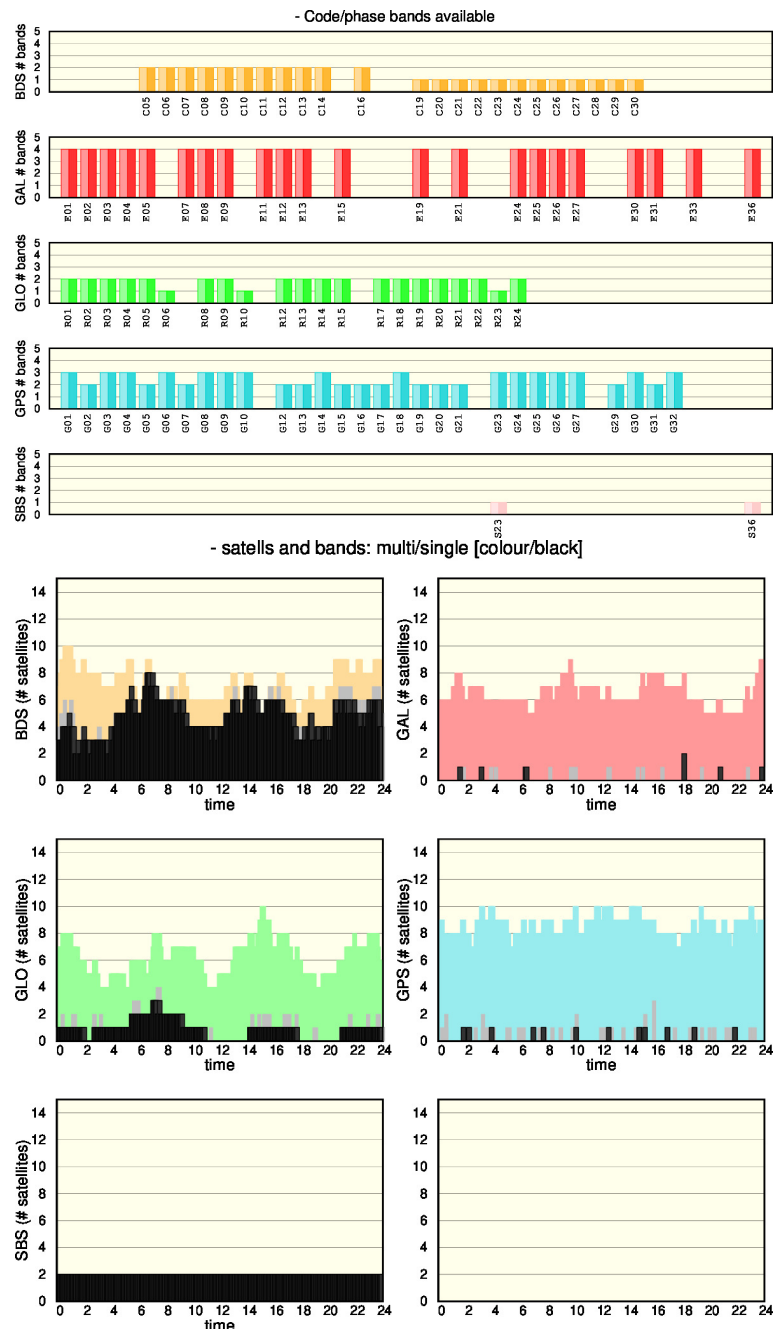 - Code/phase bands available
BDS # bands
5
4
3
2
1
0
C05 C06 C07 C08 C09 C10 C11 C12 C13 C14 C16 C19 C20 C21 C22 C23 C24 C25 C26 C27 C28 C29 C30
GAL # bands
5
4
3
2
1
0
E01 E02 E03 E04 E05 E07 E08 E09 E11 E12 E13 E15 E19 E21 E24 E25 E26 E27 E30 E31 E33 E36
GLO # bands
5
4
3
2
1
0
R01 R02 R03 R04 R05 R06 R08 R09 R10 R12 R13 R14 R15 R17 R18 R19 R20 R21 R22 R23 R24
GPS # bands
5
4
3
2
1
0
G01 G02 G03 G04 G05 G06 G07 G08 G09 G10 G12 G13 G14 G15 G16 G17 G18 G19 G20 G21 G23 G24 G25 G26 G27 G29 G30 G31 G32
SBS # bands
5
4
3
2
1
0
S23 S36
- satells and bands: multi/single [colour/black]
BDS (# satellites)
14
12
10
8
6
4
2
0
0 2 4 6 8 10 12 14 16 18 20 22 24
time
GAL (# satellites)
14
12
10
8
6
4
2
0
0 2 4 6 8 10 12 14 16 18 20 22 24
time
GLO (# satellites)
14
12
10
8
6
4
2
0
0 2 4 6 8 10 12 14 16 18 20 22 24
time
GPS (# satellites)
14
12
10
8
6
4
2
0
0 2 4 6 8 10 12 14 16 18 20 22 24
time
SBS (# satellites)
14
12
10
8
6
4
2
0
0 2 4 6 8 10 12 14 16 18 20 22 24
time
14
12
10
8
6
4
2
0
0 2 4 6 8 10 12 14 16 18 20 22 24